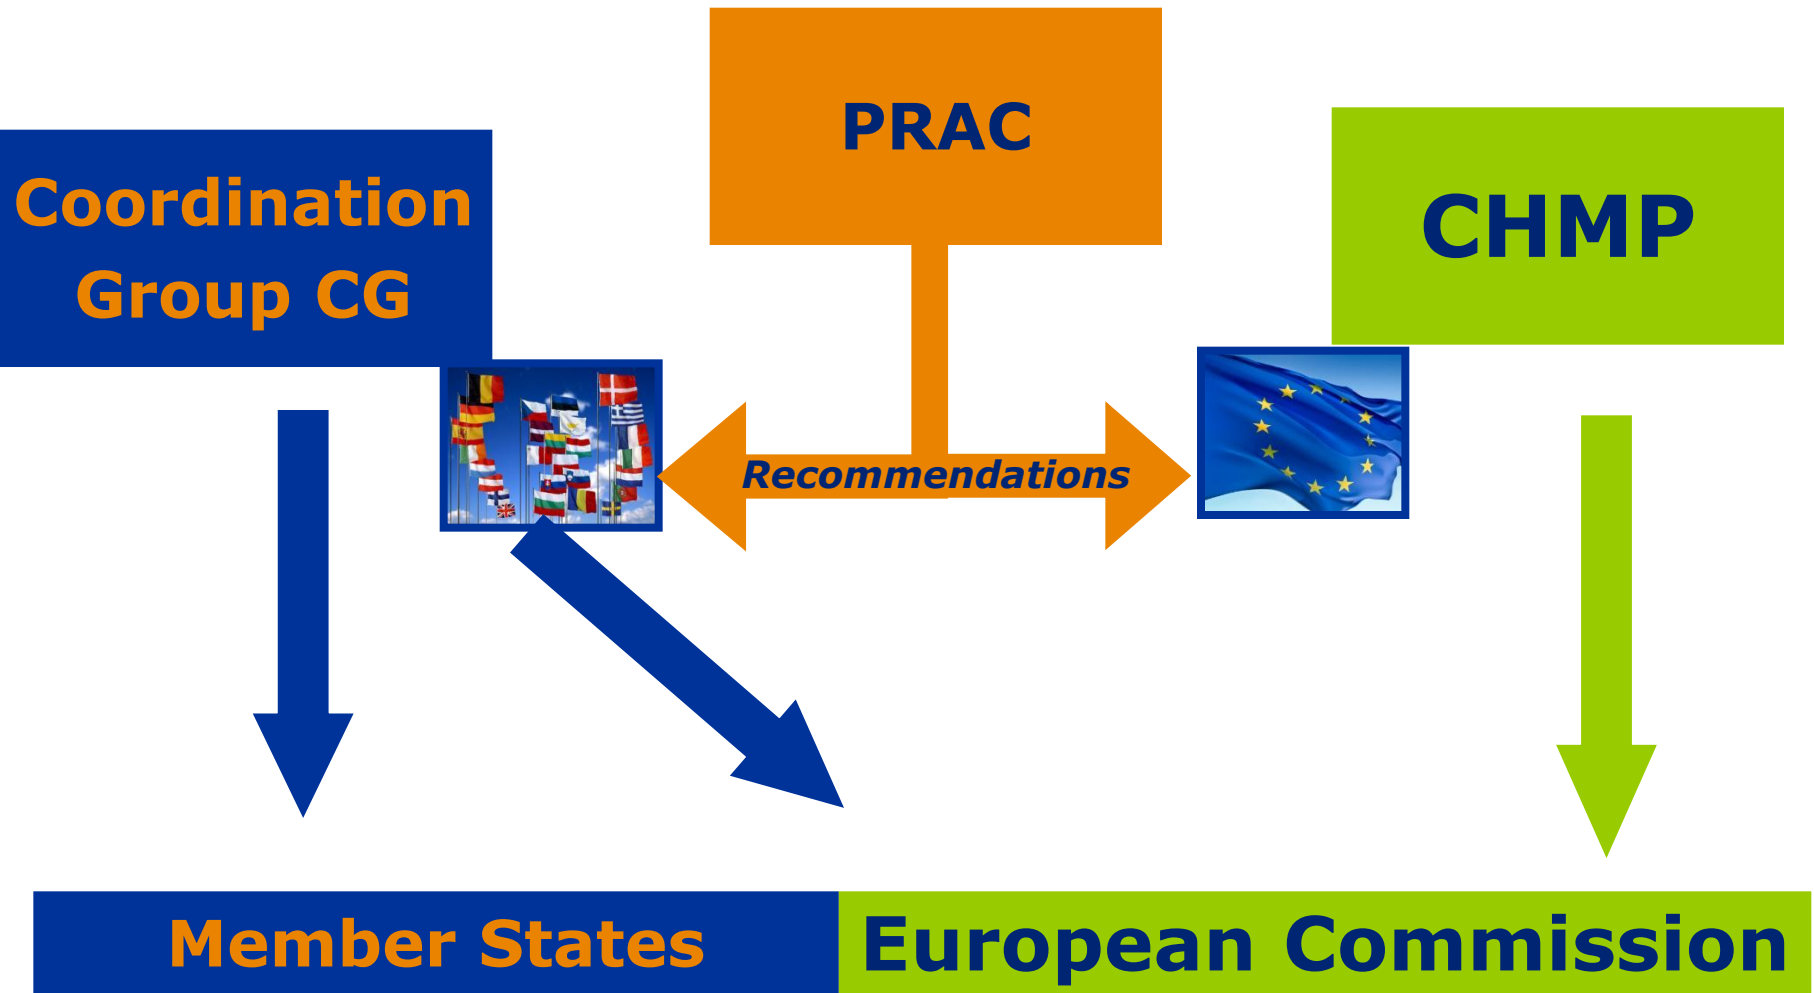 PRAC
Coordination
Group CG
CHMP
Recommendations
Member States
European Commission